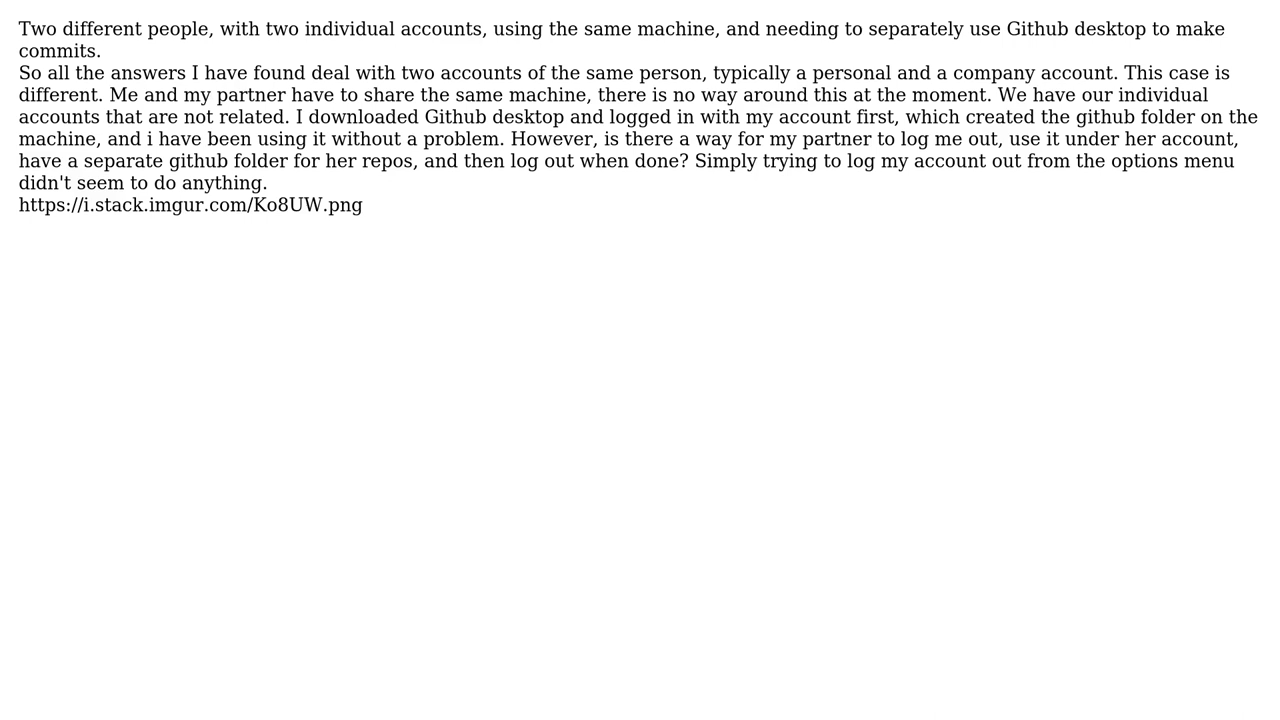 Two different people, with two individual accounts, using the same machine, and needing to separately use Github desktop to make
commits.
So all the answers I have found deal with two accounts of the same person, typically a personal and a company account. This case is
different. Me and my partner have to share the same machine, there is no way around this at the moment. We have our individual
accounts that are not related. I downloaded Github desktop and logged in with my account first, which created the github folder on the
machine, and i have been using it without a problem. However, is there a way for my partner to log me out, use it under her account,
have a separate github folder for her repos, and then log out when done? Simply trying to log my account out from the options menu
didn't seem to do anything.
https://i.stack.imgur.com/Ko8UW.png